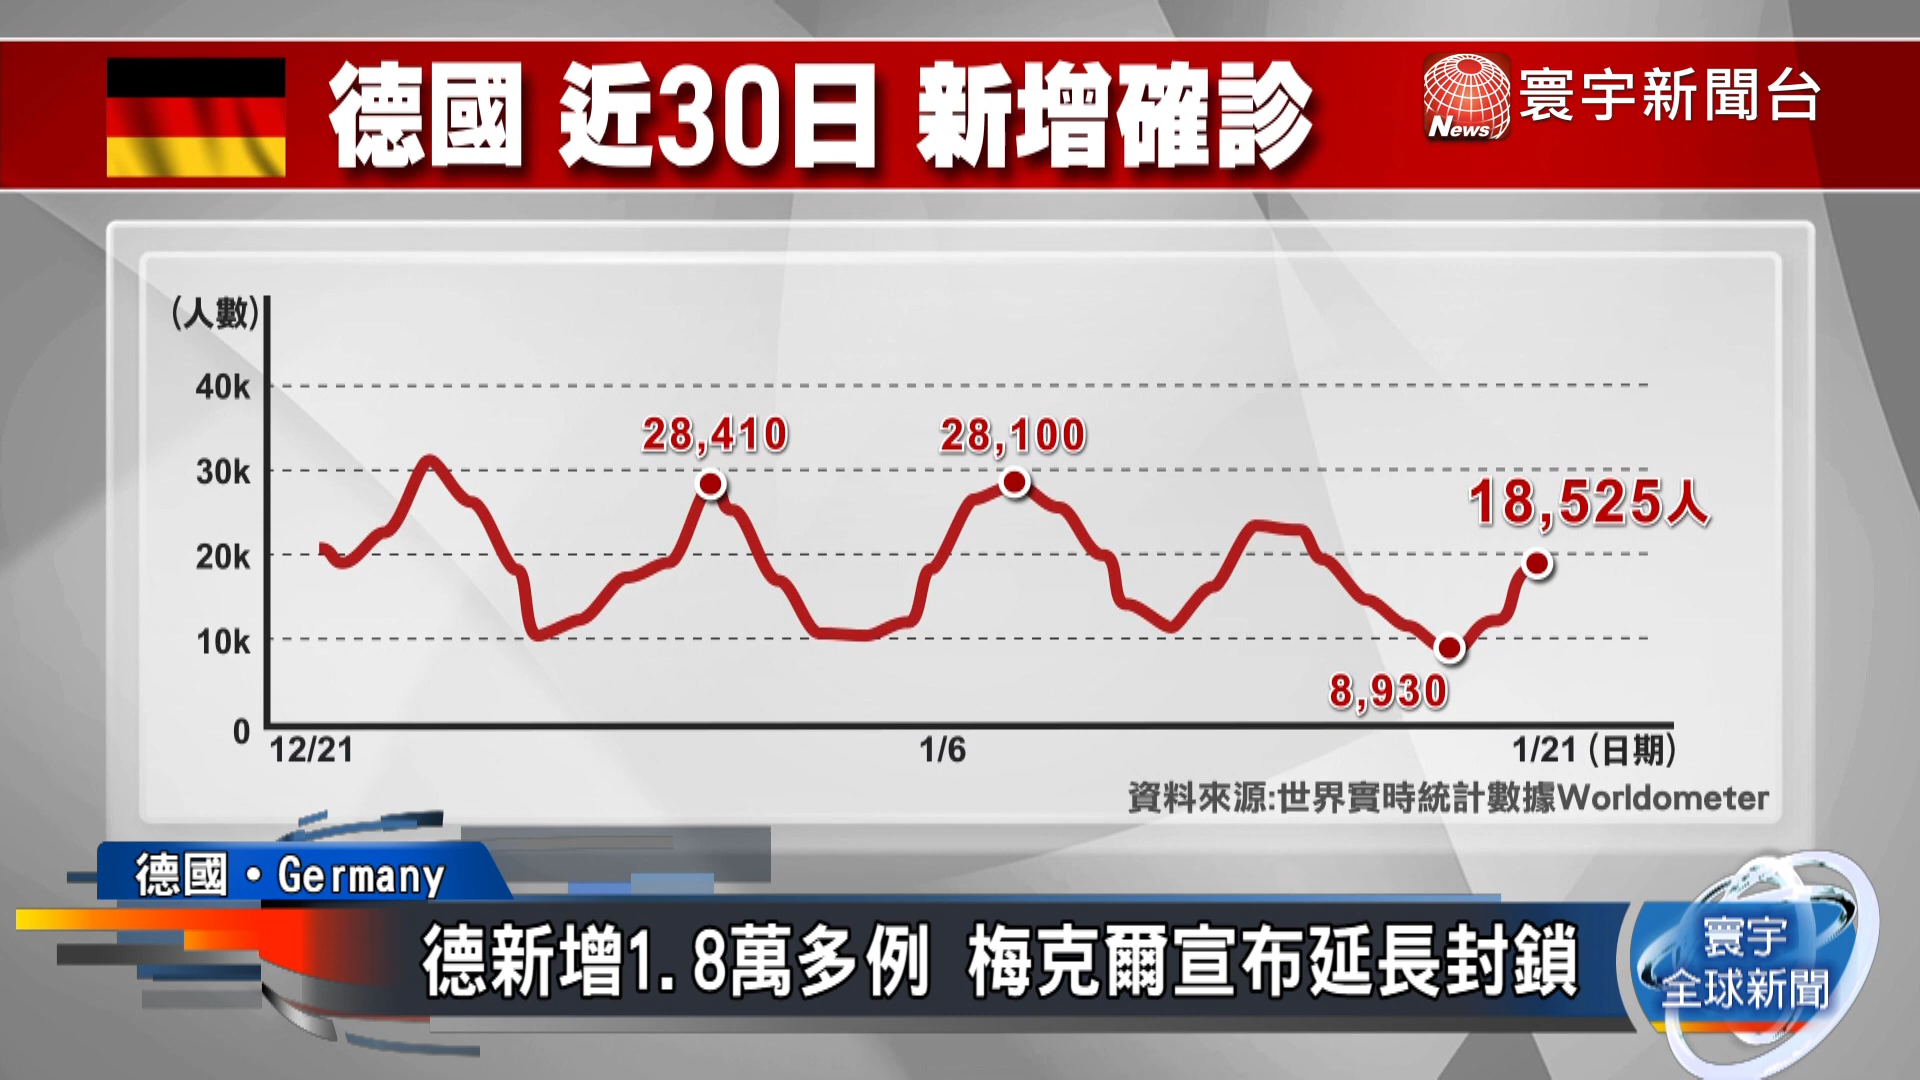 德國 近30日 新增確診
News 寰宇新聞台
(人數)
40k
30k
20k
10k
0
28,410
28,100
18,525人
8,930
12/21
1/6
1/21 (日期)
資料來源:世界實時統計數據Worldometer
德國・Germany
德新增1.8萬多例 梅克爾宣布延長封鎖
寰宇
全球新聞